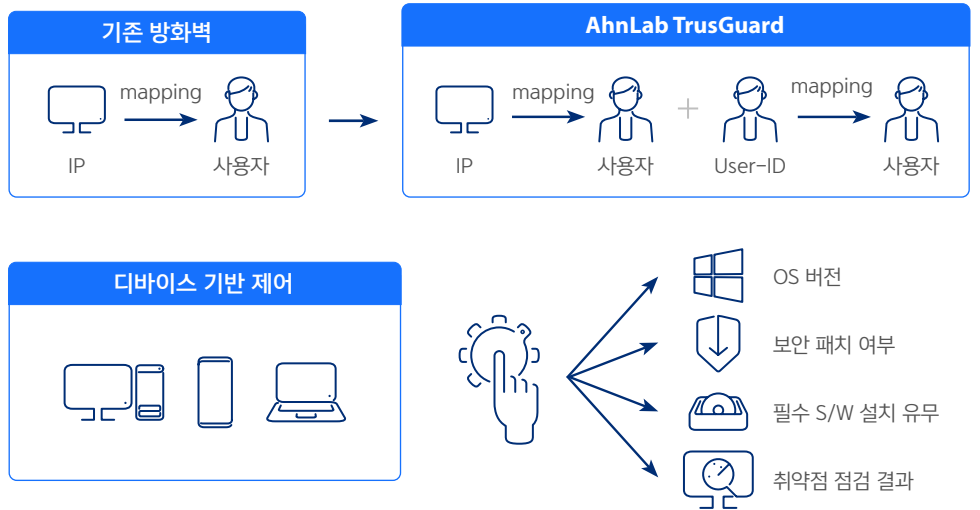 기존 방화벽
mapping
IP
사용자
AhnLab TrusGuard
mapping
mapping
IP
사용자
User-ID
사용자
디바이스 기반 제어
OS 버전
보안 패치 여부
필수 S/W 설치 유무
취약점 점검 결과